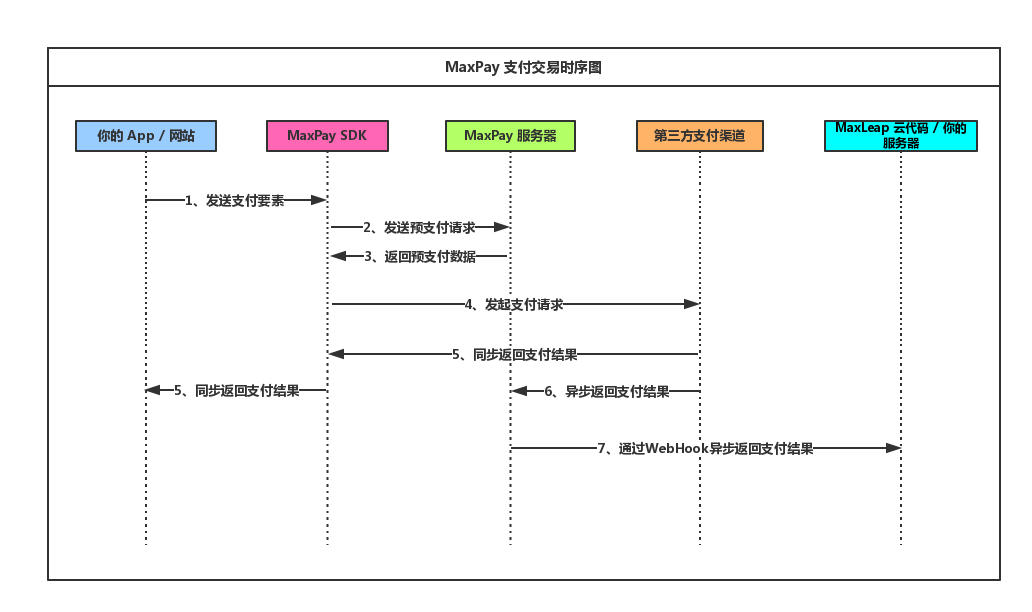 MaxPay 支付交易时序图
你的 App / 网站
MaxPay SDK
MaxPay 服务器
第三方支付渠道
MaxLeap 云代码 / 你的
服务器
1、发送支付要素
2、发送预支付请求
3、返回预支付数据
4、发起支付请求
5、同步返回支付结果
5、同步返回支付结果
6、异步返回支付结果
7、通过WebHook异步返回支付结果